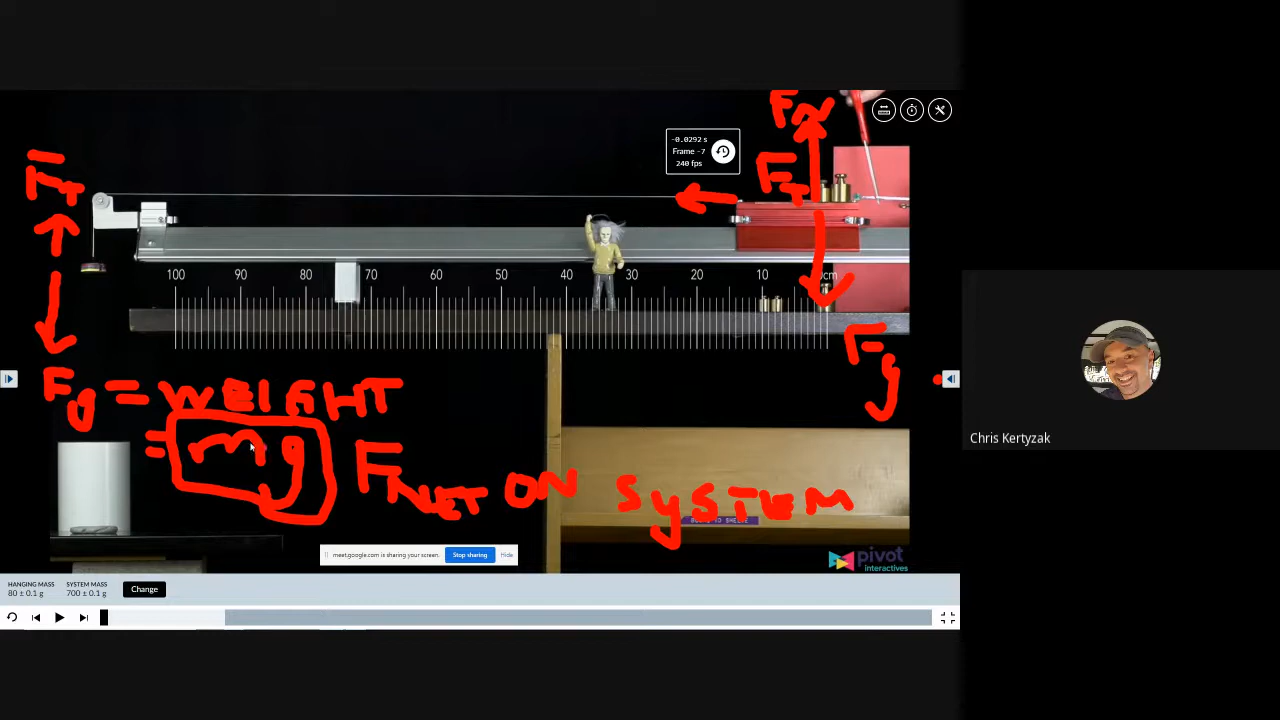 FN
-0.0292 s
Frame -7
240 fps
FT
FT
100 90 80 70 60 50 40 30 20 10 0cm
Fg
Fg = WEIGHT
= mg
FNET ON SYSTEM
meet.google.com is sharing your screen. Stop sharing Hide
pivot
interactives
HANGING MASS SYSTEM MASS
80 ± 0.1 g 700 ± 0.1 g Change
Chris Kertyzak